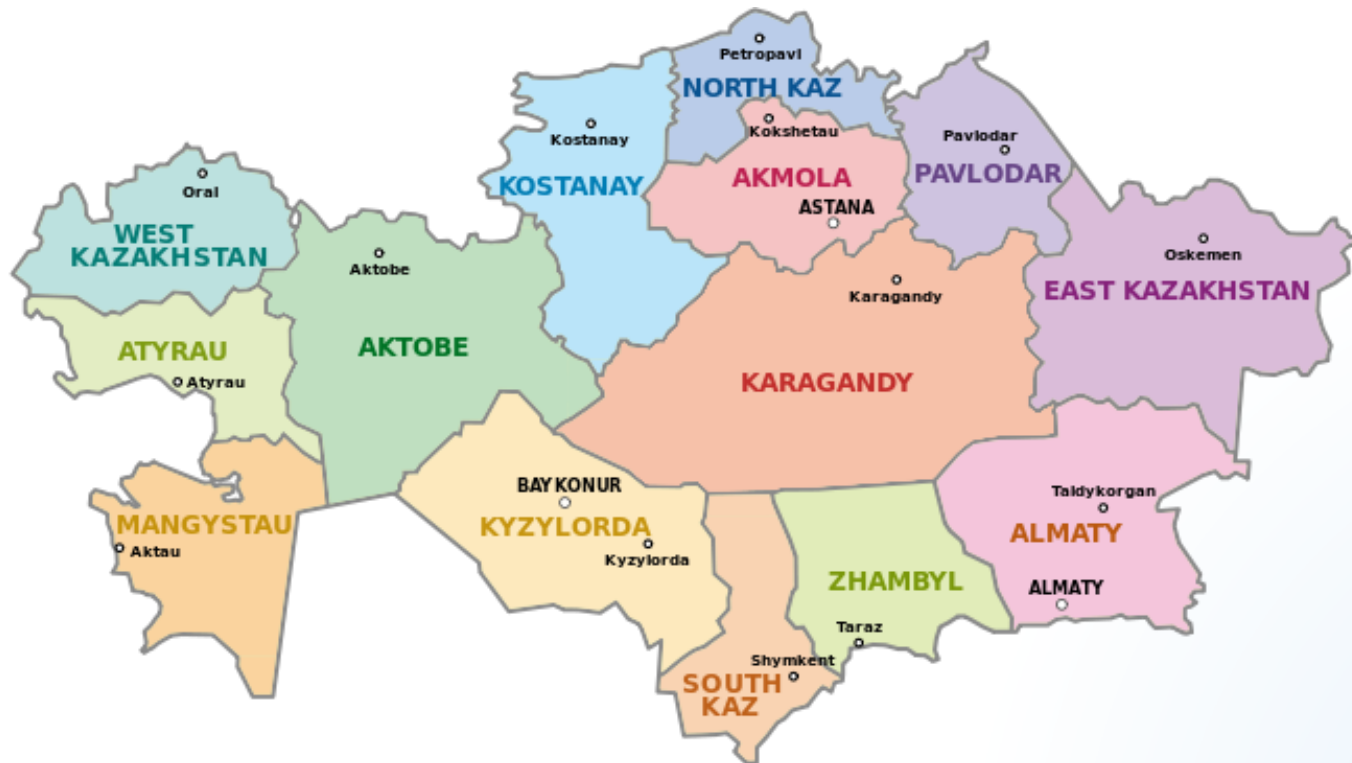 Petropavl
NORTH KAZ
Kokshetau
Kostanay
KOSTANAY
Pavlodar
PAVLODAR
AKMOLA
ASTANA
Oral
WEST
KAZAKHSTAN
Aktobe
AKTOBE
Karagandy
KARAGANDY
Oskemen
EAST KAZAKHSTAN
ATYRAU
Atyrau
MANGYSTAU
Aktau
BAYKONUR
KYZYLORDA
Kyzylorda
Taldykorgan
ALMATY
ALMATY
ZHAMBYL
Taraz
Shymkent
SOUTH
KAZ